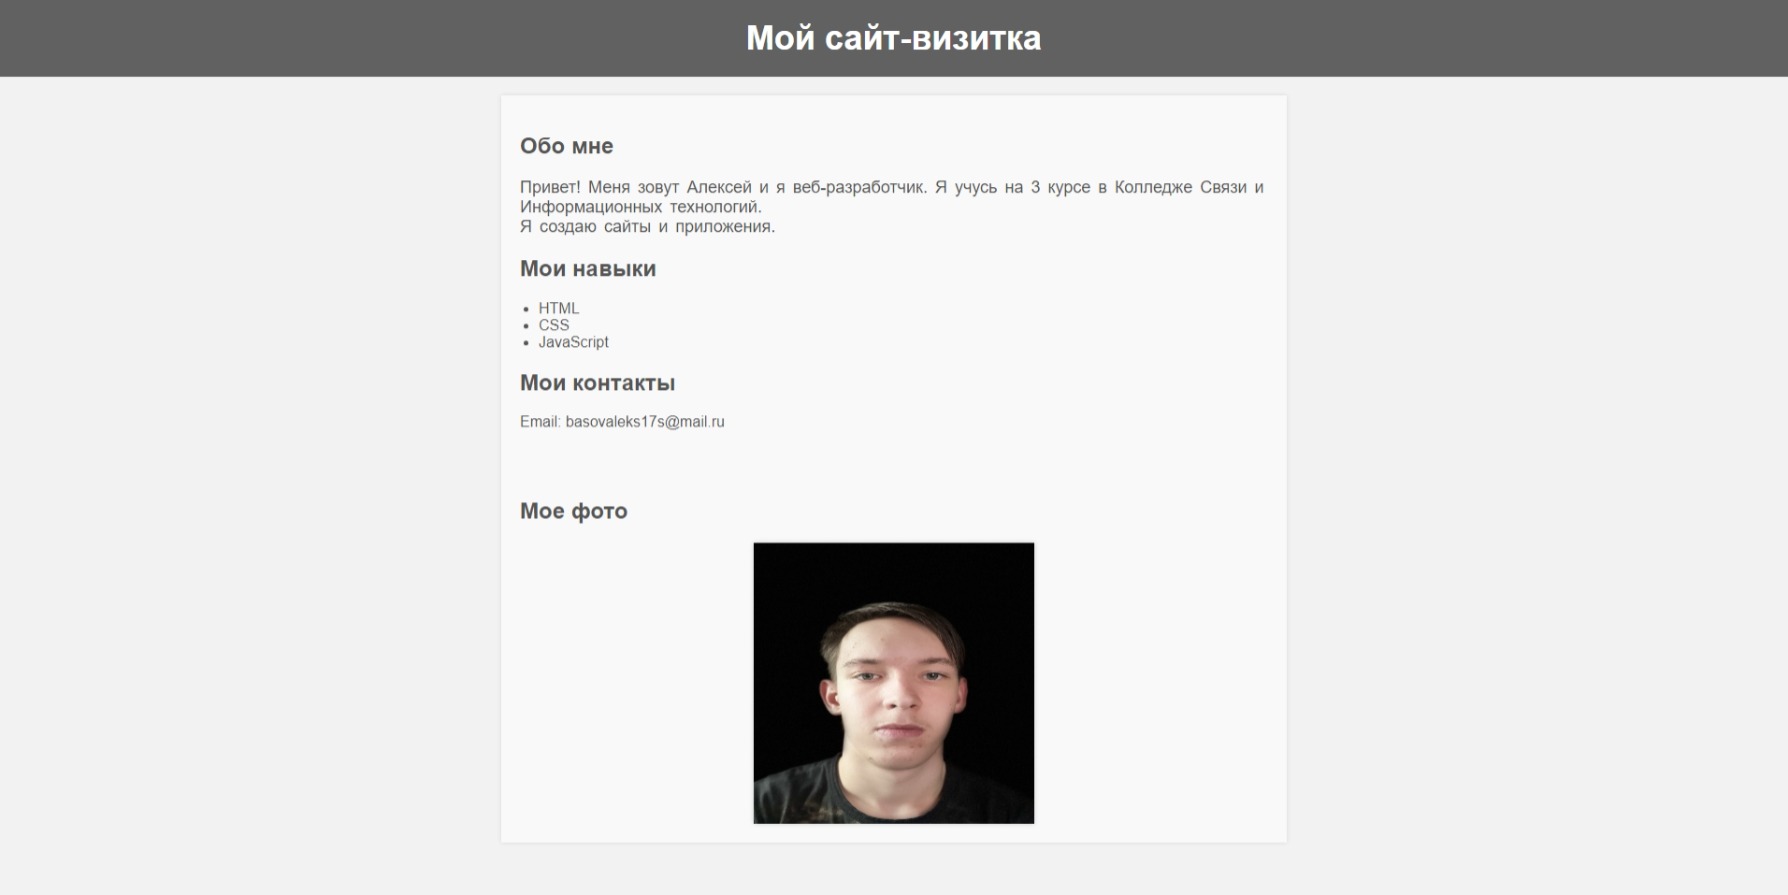 Мой сайт-визитка
Обо мне
Привет! Меня зовут Алексей и я веб-разработчик. Я учусь на 3 курсе в Колледже Связи и
Информационных технологий.
Я создаю сайты и приложения.
Мои навыки
• HTML
• CSS
• JavaScript
Мои контакты
Email: basovaleks17s@mail.ru
Мое фото